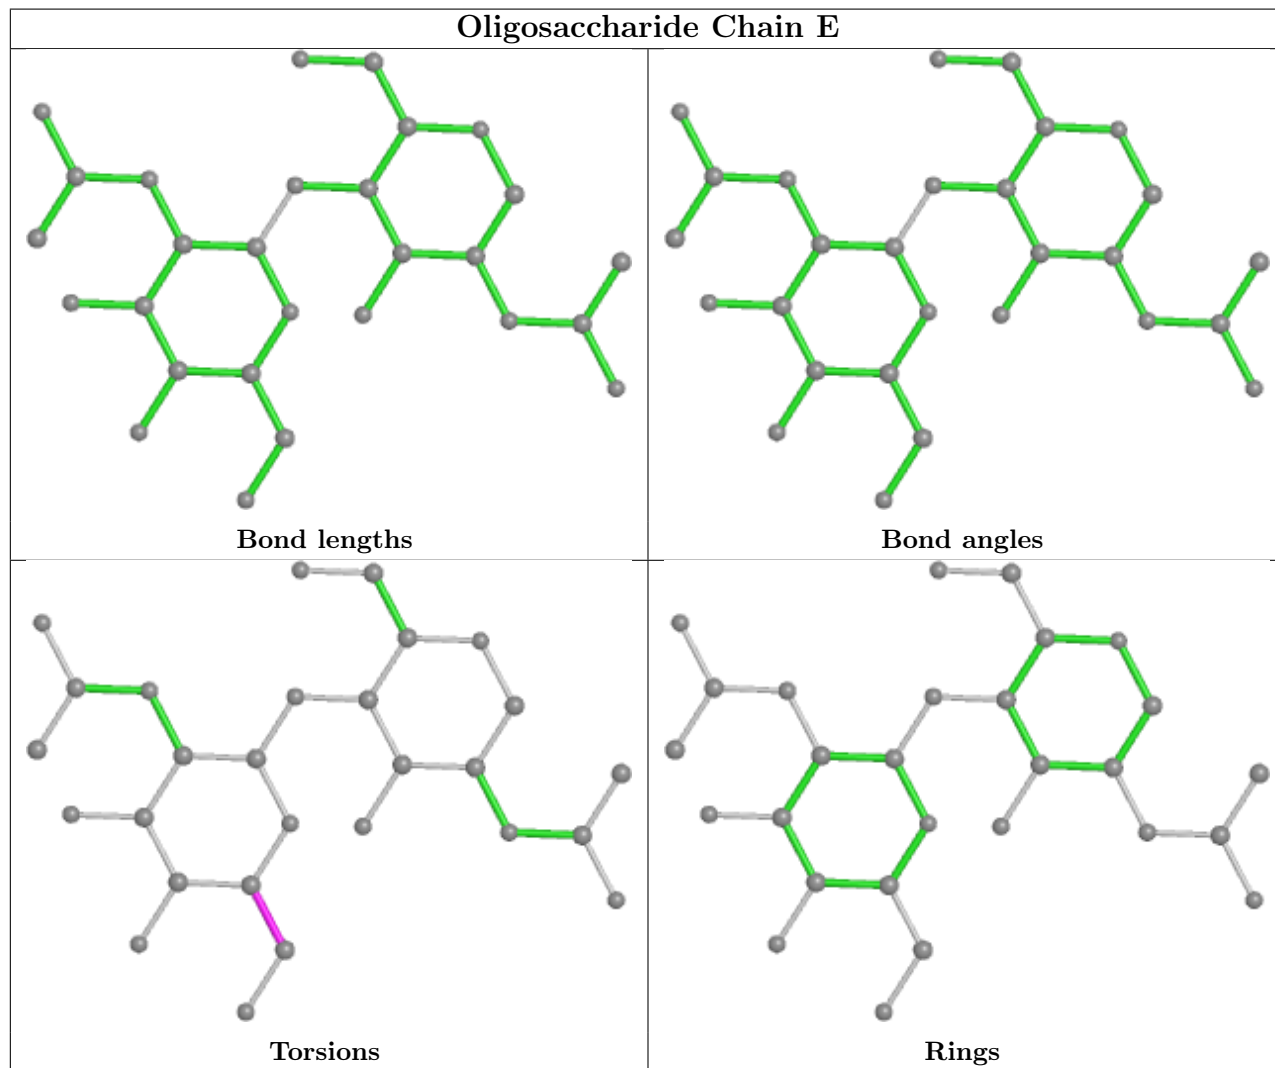 Oligosaccharide Chain E
Bond lengths
Bond angles
Torsions
Rings